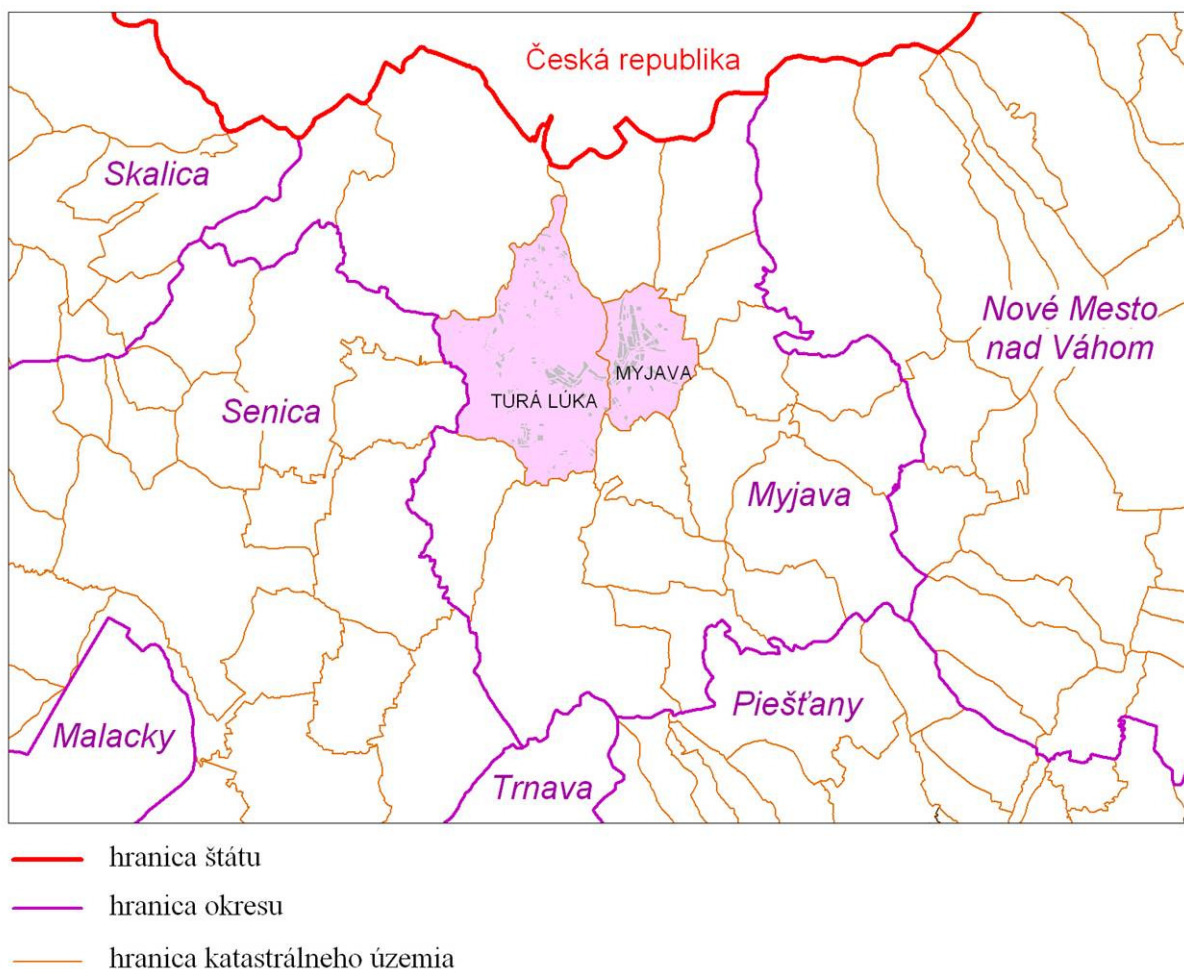 Česká republika
Skalica
Nové Mesto
nad Váhom
MYJAVA
TURÁ LÚKA
Senica
Myjava
Piešťany
Malacky
Trnava
hranica štátu
hranica okresu
hranica katastrálneho územia